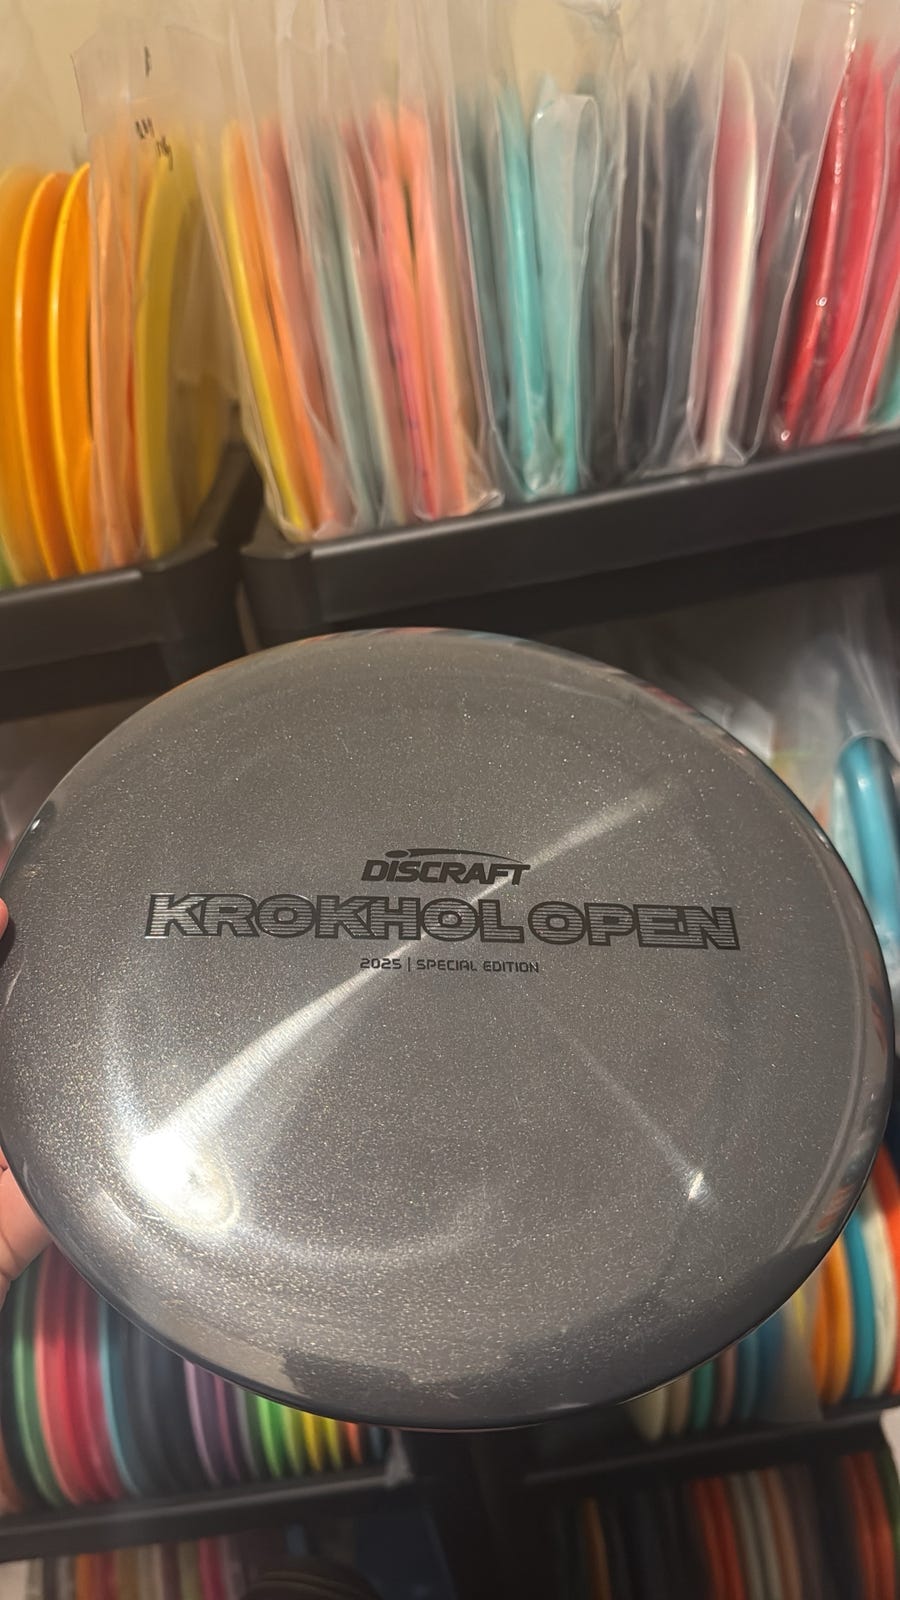 DISCRAFT
KROKHOL OPEN
2025 | SPECIAL EDITION